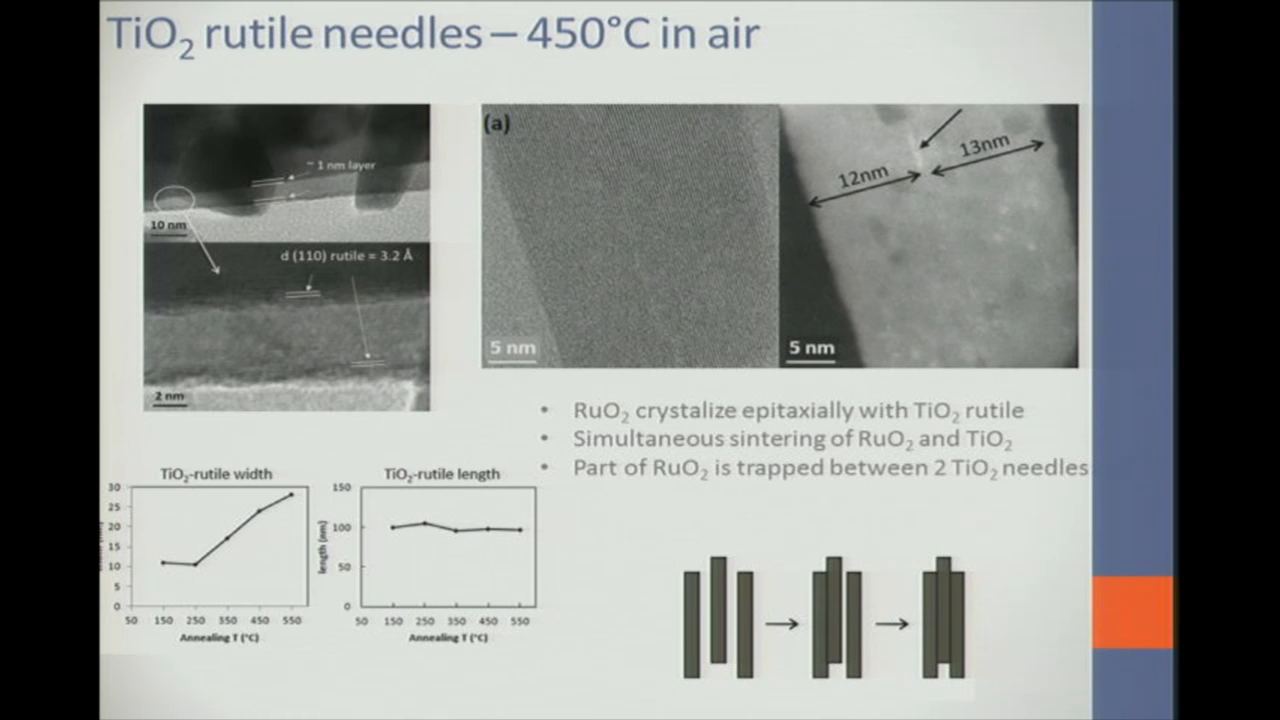 TiO₂ rutile needles – 450°C in air
~ 1 nm layer
10 nm
d (110) rutile = 3.2 Å
2 nm
(a)
12nm
13nm
5 nm
5 nm
• RuO₂ crystalize epitaxially with TiO₂ rutile
• Simultaneous sintering of RuO₂ and TiO₂
• Part of RuO₂ is trapped between 2 TiO₂ needles
TiO₂-rutile width
30
25
20
15
10
5
0
50 150 250 350 450 550
Annealing T (°C)
TiO₂-rutile length
length (nm)
150
100
50
0
50 150 250 350 450 550
Annealing T (°C)